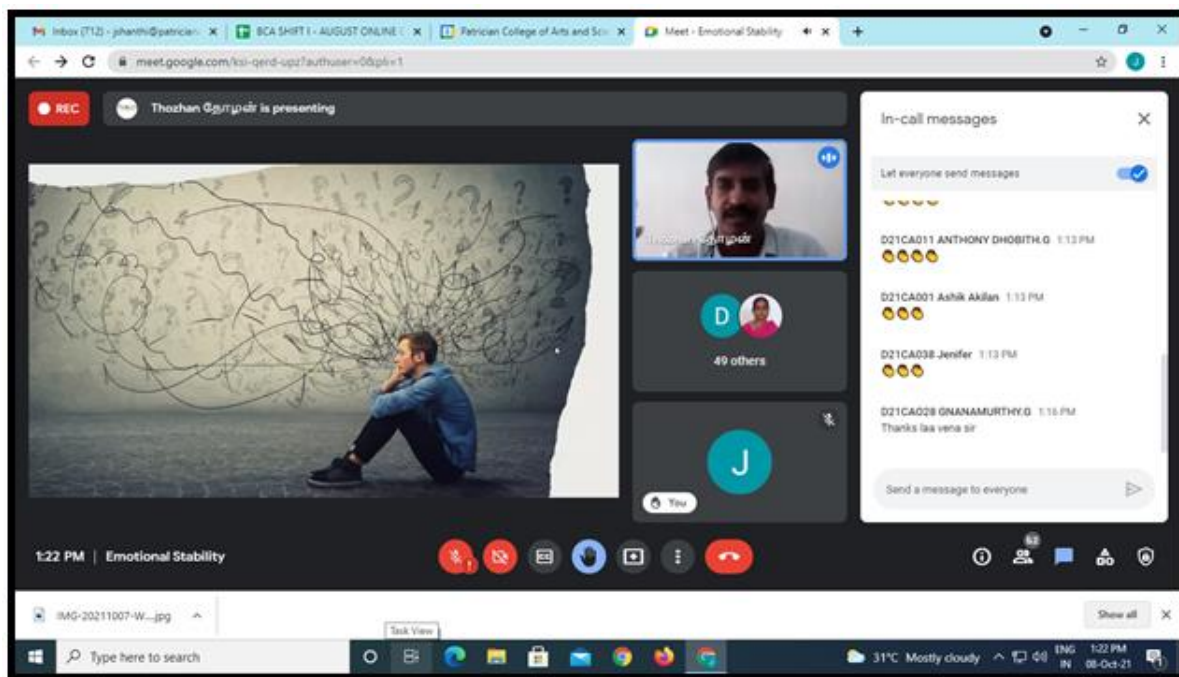 Inbox (712) - jshanthi@patrician
BCA SHIFT I - AUGUST ONLINE (
Patrician College of Arts and Scie
Meet - Emotional Stability
meet.google.com/ksi-qerd-upz?authuser=0&pli=1
REC
Thozhan தோழன் is presenting
In-call messages
Let everyone send messages
Thozhan தோழன்
D21CA011 ANTHONY DHOBITH.G 1:13 PM
D
49 others
D21CA001 Ashik Akilan 1:13 PM
D21CA038 Jenifer 1:13 PM
D21CA028 GNANAMURTHY.G 1:16 PM
Thanks laa vena sir
J
You
Send a message to everyone
1:22 PM | Emotional Stability
52
IMG-20211007-W....jpg
Show all
Task View
Type here to search
31°C Mostly cloudy
ENG
IN
1:22 PM
08-Oct-21
1